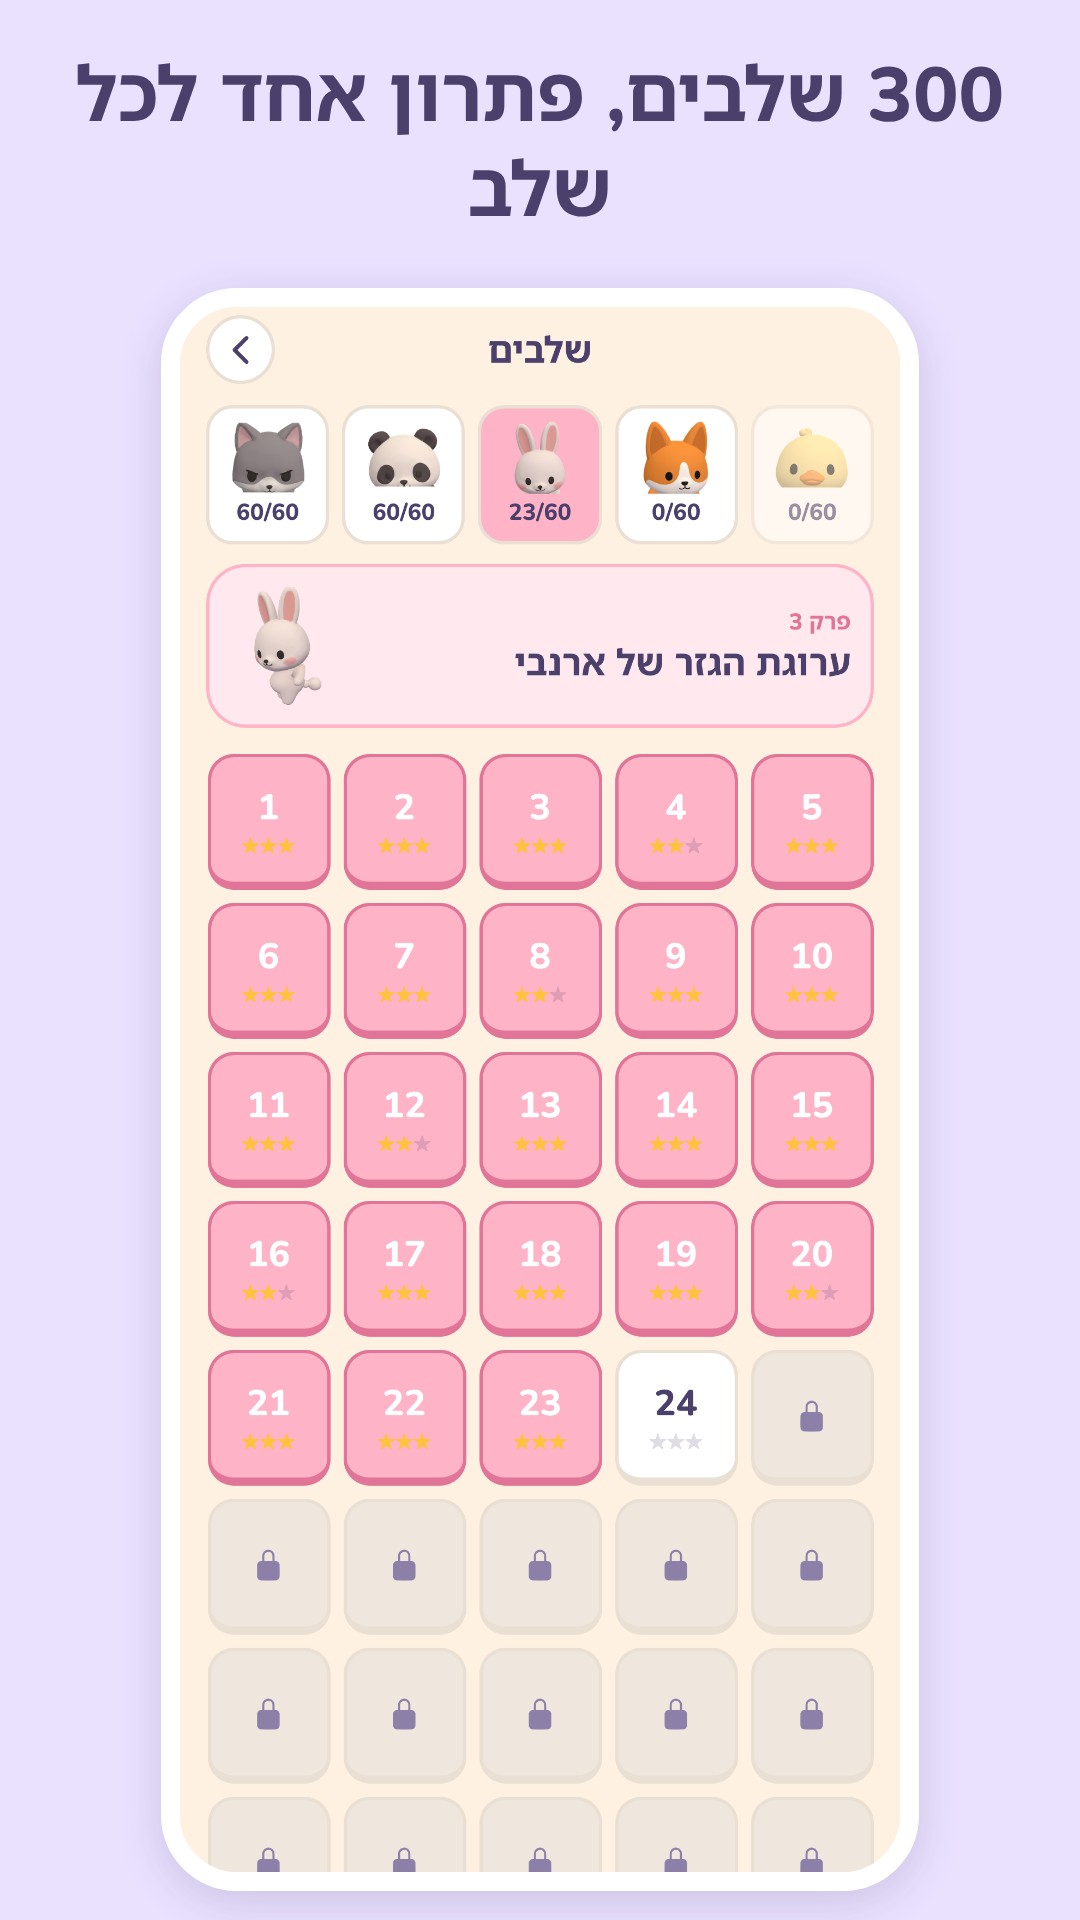 300 שלבים, פתרון אחד לכל
שלב
שלבים
60/60 60/60 23/60 0/60 0/60
פרק 3
ערוגת הגזר של ארנבי
1 2 3 4 5
6 7 8 9 10
11 12 13 14 15
16 17 18 19 20
21 22 23 24